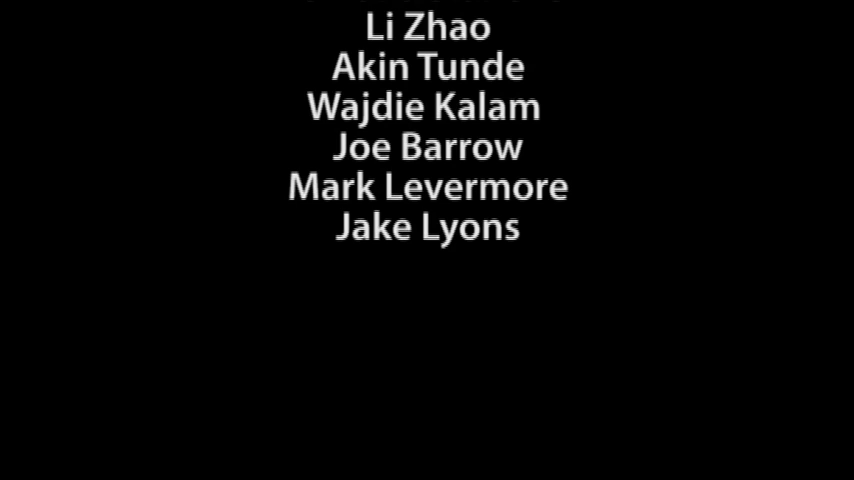 Li Zhao
Akin Tunde
Wajdie Kalam
Joe Barrow
Mark Levermore
Jake Lyons